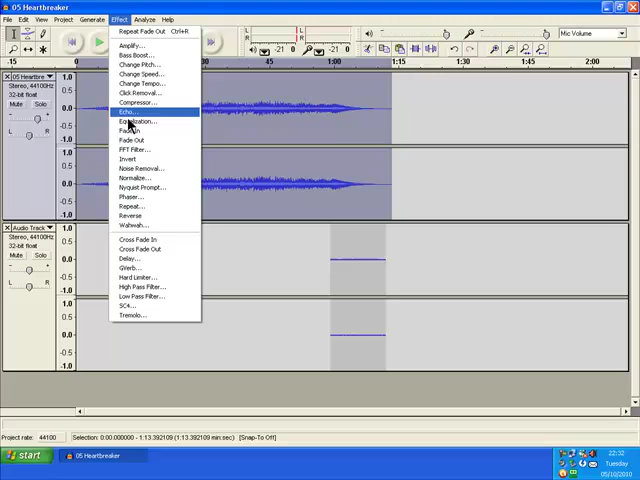 05 Heartbreaker
File Edit View Project Generate Effect Analyze Help
Repeat Fade Out Ctrl+R
Amplify...
Bass Boost...
Change Pitch...
Change Speed...
Change Tempo...
Click Removal...
Compressor...
Echo...
Equalization...
Fade In
Fade Out
FFT Filter...
Invert
Noise Removal...
Normalize...
Nyquist Prompt...
Phaser...
Repeat...
Reverse
Wahwah...
Cross Fade In
Cross Fade Out
Delay...
GVerb...
Hard Limiter...
High Pass Filter...
Low Pass Filter...
SC4...
Tremolo...
L
R
-21 0
L
R
-21 0
Mic Volume
-15 0 45 1:00 1:15 1:30 1:45 2:00
05 Heartbre
Stereo, 44100Hz
32-bit float
Mute Solo
L R
1.0
0.5
0.0
-0.5
-1.0
1.0
0.5
0.0
-0.5
-1.0
Audio Track
Stereo, 44100Hz
32-bit float
Mute Solo
L R
1.0
0.5
0.0
-0.5
-1.0
1.0
0.5
0.0
-0.5
-1.0
Project rate: 44100 Selection: 0:00.000000 - 1:13.392109 (1:13.392109 min:sec) [Snap-To Off]
start 05 Heartbreaker
22:32
Tuesday
05/10/2010